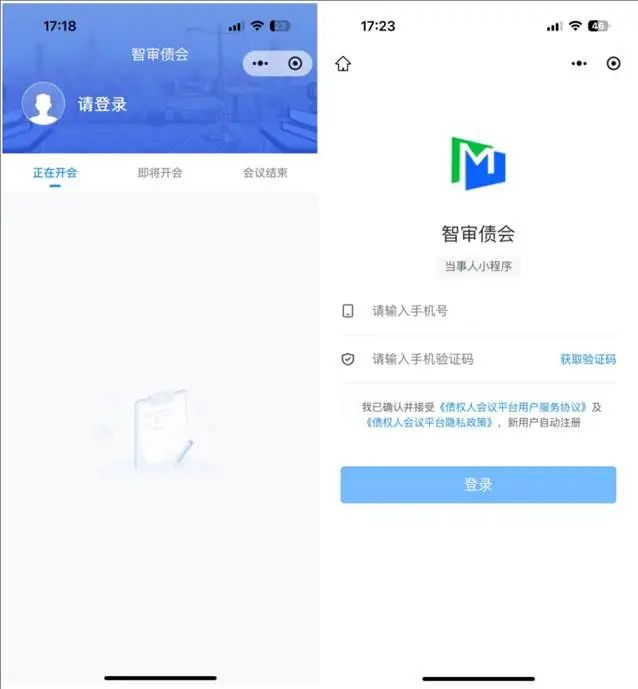 17:18
23
智审债会
请登录
正在开会
即将开会
会议结束
17:23
46
M
智审债会
当事人小程序
请输入手机号
请输入手机验证码
获取验证码
我已确认并接受《债权人会议平台用户服务协议》及
《债权人会议平台隐私政策》，新用户自动注册
登录